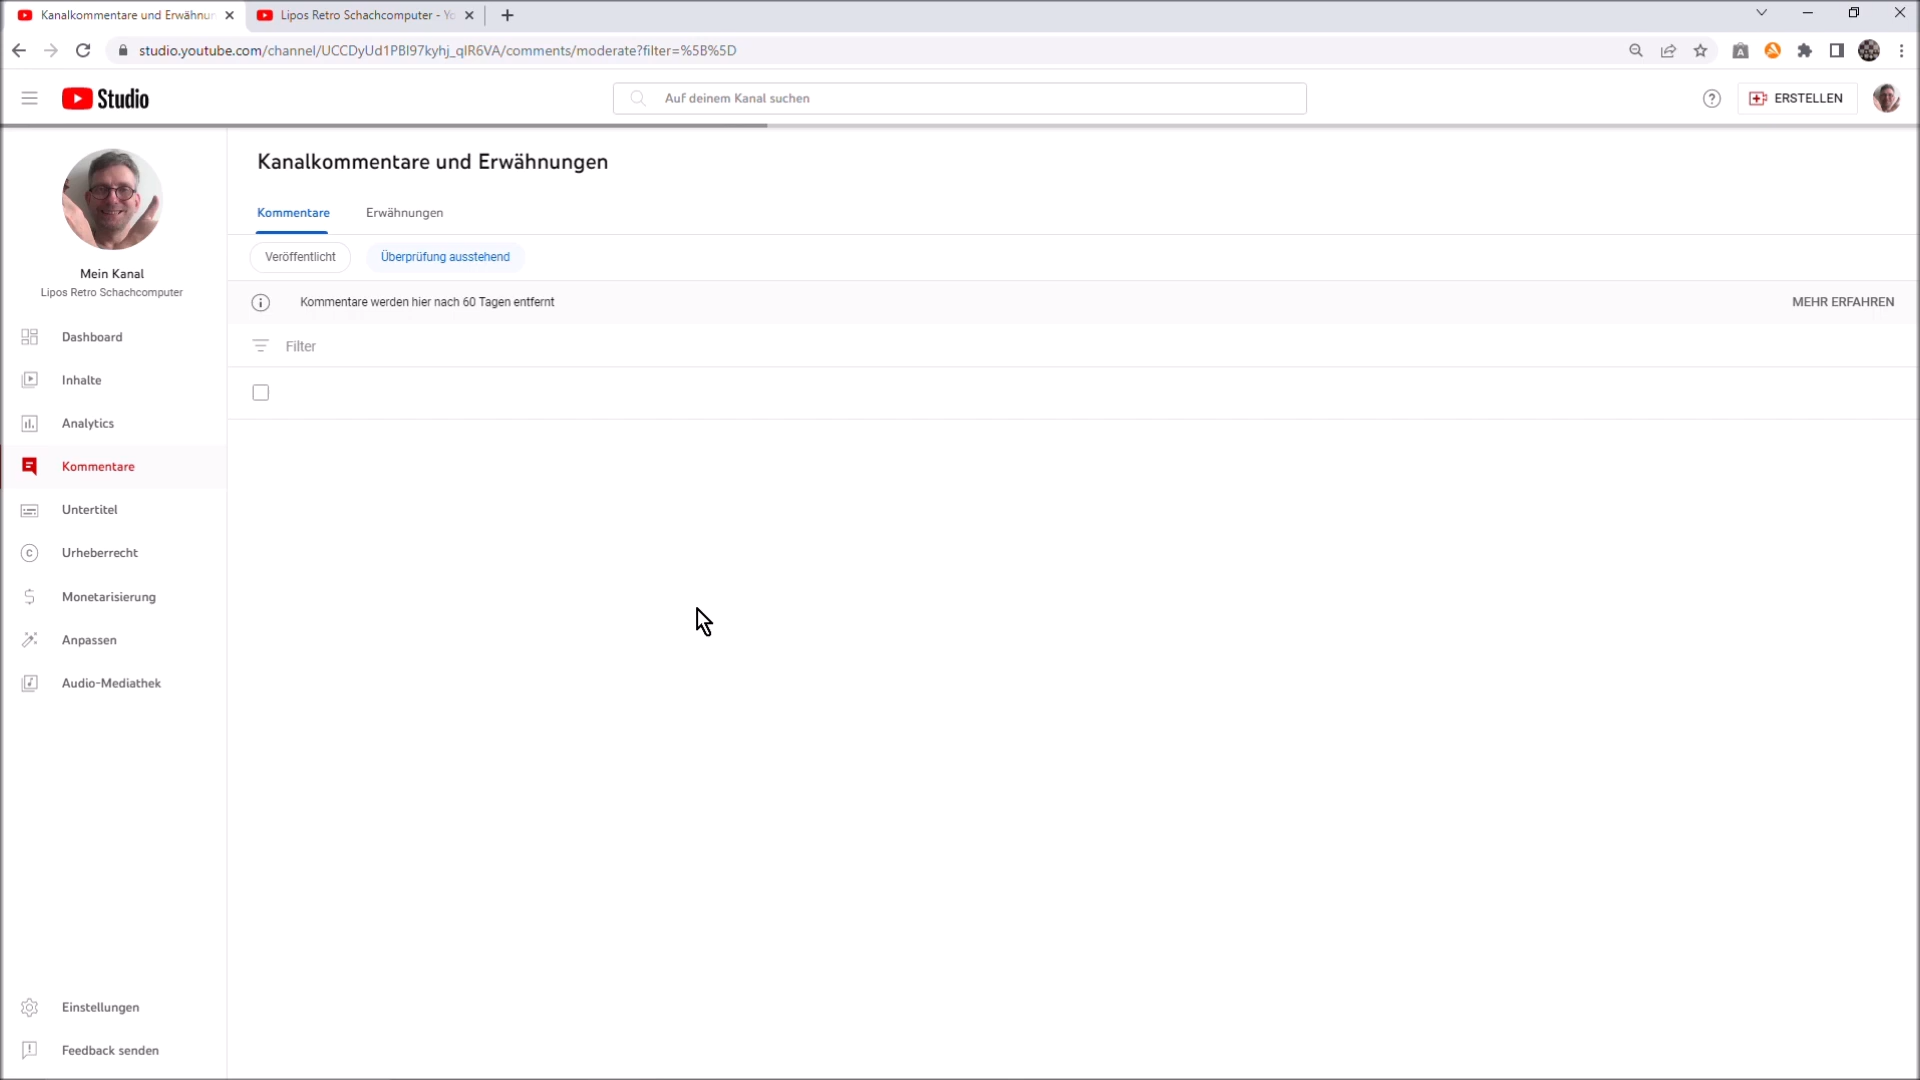 Kanalkommentare und Erwähnun
Lipos Retro Schachcomputer - Yo
studio.youtube.com/channel/UCCDyUd1PBI97kyhj_qlR6VA/comments/moderate?filter=%5B%5D
Studio
Auf deinem Kanal suchen
ERSTELLEN
Mein Kanal
Lipos Retro Schachcomputer
Dashboard
Inhalte
Analytics
Kommentare
Untertitel
Urheberrecht
Monetarisierung
Anpassen
Audio-Mediathek
Einstellungen
Feedback senden
Kanalkommentare und Erwähnungen
Kommentare
Erwähnungen
Veröffentlicht
Überprüfung ausstehend
Kommentare werden hier nach 60 Tagen entfernt
MEHR ERFAHREN
Filter